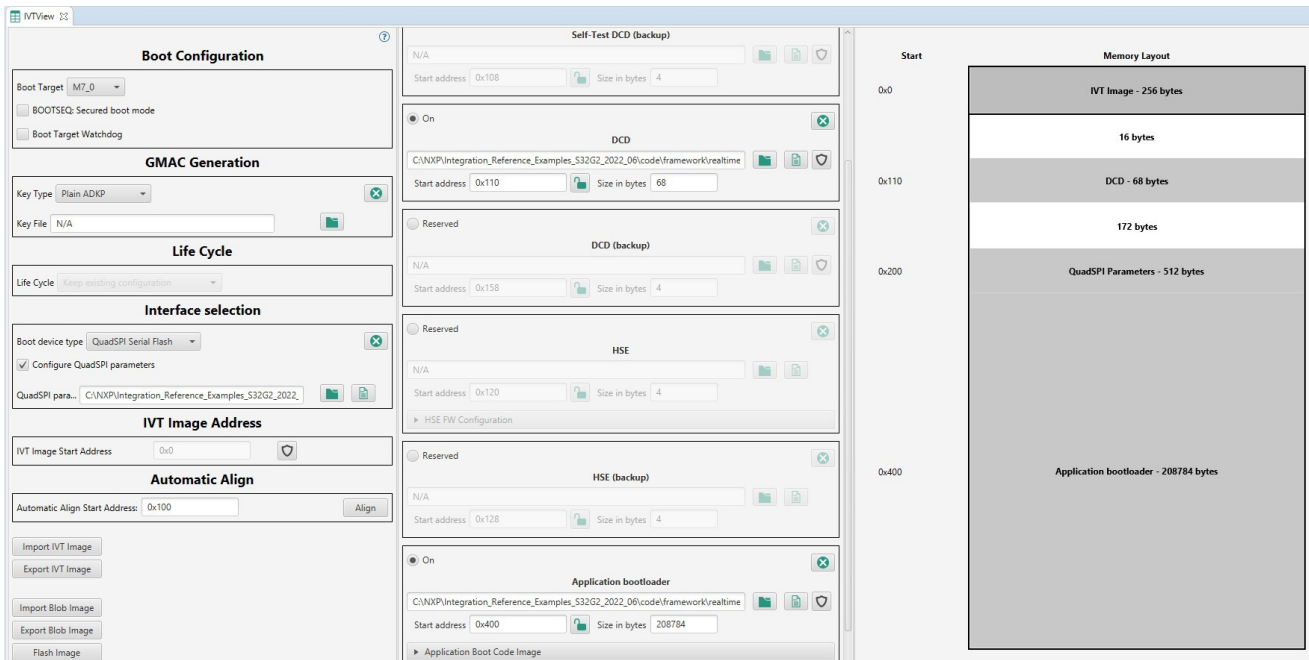 IVTView
Boot Configuration
Boot Target M7_0
BOOTSEQ: Secured boot mode
Boot Target Watchdog
GMAC Generation
Key Type Plain ADKP
Key File N/A
Life Cycle
Life Cycle Keep existing configuration
Interface selection
Boot device type QuadSPI Serial Flash
Configure QuadSPI parameters
QuadSPI para... C:\NXP\Integration_Reference_Examples_S32G2_2022_
IVT Image Address
IVT Image Start Address 0x0
Automatic Align
Automatic Align Start Address: 0x100 Align
Import IVT Image
Export IVT Image
Import Blob Image
Export Blob Image
Flash Image
Self-Test DCD (backup)
N/A
Start address 0x108 Size in bytes 4
On
DCD
C:\NXP\Integration_Reference_Examples_S32G2_2022_06\code\framework\realtime
Start address 0x110 Size in bytes 68
Reserved
DCD (backup)
N/A
Start address 0x158 Size in bytes 4
Reserved
HSE
N/A
Start address 0x120 Size in bytes 4
HSE FW Configuration
Reserved
HSE (backup)
N/A
Start address 0x128 Size in bytes 4
On
Application bootloader
C:\NXP\Integration_Reference_Examples_S32G2_2022_06\code\framework\realtime
Start address 0x400 Size in bytes 208784
Application Boot Code Image
Start Memory Layout
0x0 IVT Image - 256 bytes
16 bytes
0x110 DCD - 68 bytes
172 bytes
0x200 QuadSPI Parameters - 512 bytes
0x400 Application bootloader - 208784 bytes